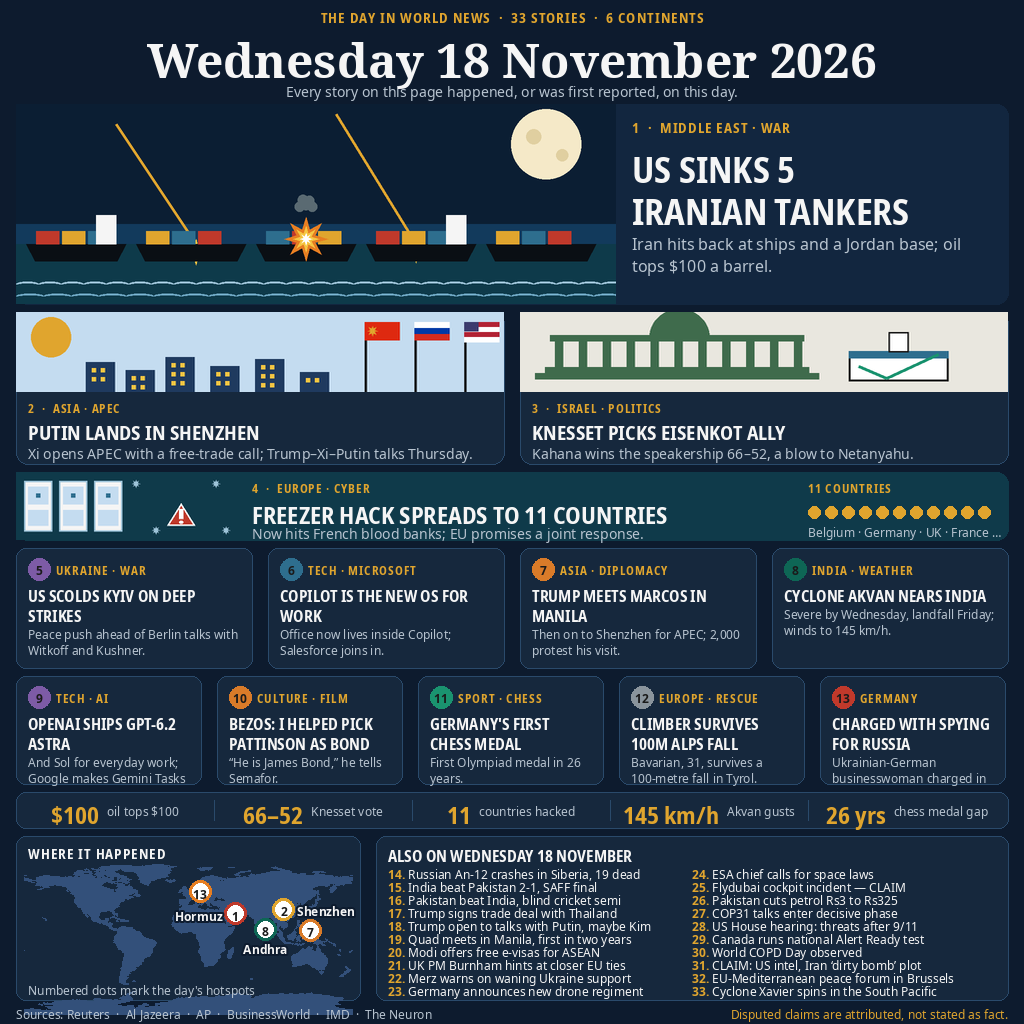 THE DAY IN WORLD NEWS · 33 STORIES · 6 CONTINENTS
Wednesday 18 November 2026
Every story on this page happened, or was first reported, on this day.
1 · MIDDLE EAST · WAR
US SINKS 5
IRANIAN TANKERS
Iran hits back at ships and a Jordan base; oil
tops $100 a barrel.
2 · ASIA · APEC
PUTIN LANDS IN SHENZHEN
Xi opens APEC with a free-trade call; Trump–Xi–Putin talks Thursday.
3 · ISRAEL · POLITICS
KNESSET PICKS EISENKOT ALLY
Kahana wins the speakership 66–52, a blow to Netanyahu.
4 · EUROPE · CYBER
FREEZER HACK SPREADS TO 11 COUNTRIES
Now hits French blood banks; EU promises a joint response.
11 COUNTRIES
Belgium · Germany · UK · France ...
5 UKRAINE · WAR
US SCOLDS KYIV ON DEEP
STRIKES
Peace push ahead of Berlin talks with
Witkoff and Kushner.
6 TECH · MICROSOFT
COPILOT IS THE NEW OS FOR
WORK
Office now lives inside Copilot;
Salesforce joins in.
7 ASIA · DIPLOMACY
TRUMP MEETS MARCOS IN
MANILA
Then on to Shenzhen for APEC; 2,000
protest his visit.
8 INDIA · WEATHER
CYCLONE AKVAN NEARS INDIA
Severe by Wednesday, landfall Friday;
winds to 145 km/h.
9 TECH · AI
OPENAI SHIPS GPT-6.2
ASTRA
And Sol for everyday work;
Google makes Gemini Tasks
10 CULTURE · FILM
BEZOS: I HELPED PICK
PATTINSON AS BOND
“He is James Bond,” he tells
Semafor.
11 SPORT · CHESS
GERMANY'S FIRST
CHESS MEDAL
First Olympiad medal in 26
years.
12 EUROPE · RESCUE
CLIMBER SURVIVES
100M ALPS FALL
Bavarian, 31, survives a
100-metre fall in Tyrol.
13 GERMANY
CHARGED WITH SPYING
FOR RUSSIA
Ukrainian-German
businesswoman charged in
$100 oil tops $100
66–52 Knesset vote
11 countries hacked
145 km/h Akvan gusts
26 yrs chess medal gap
WHERE IT HAPPENED
13
Hormuz 1
2 Shenzhen
8
7
Andhra
Numbered dots mark the day's hotspots
ALSO ON WEDNESDAY 18 NOVEMBER
14. Russian An-12 crashes in Siberia, 19 dead
15. India beat Pakistan 2-1, SAFF final
16. Pakistan beat India, blind cricket semi
17. Trump signs trade deal with Thailand
18. Trump open to talks with Putin, maybe Kim
19. Quad meets in Manila, first in two years
20. Modi offers free e-visas for ASEAN
21. UK PM Burnham hints at closer EU ties
22. Merz warns on waning Ukraine support
23. Germany announces new drone regiment
24. ESA chief calls for space laws
25. Flydubai cockpit incident — CLAIM
26. Pakistan cuts petrol Rs3 to Rs325
27. COP31 talks enter decisive phase
28. US House hearing: threats after 9/11
29. Canada runs national Alert Ready test
30. World COPD Day observed
31. CLAIM: US intel, Iran ‘dirty bomb’ plot
32. EU-Mediterranean peace forum in Brussels
33. Cyclone Xavier spins in the South Pacific
Sources: Reuters · Al Jazeera · AP · BusinessWorld · IMD · The Neuron
Disputed claims are attributed, not stated as fact.